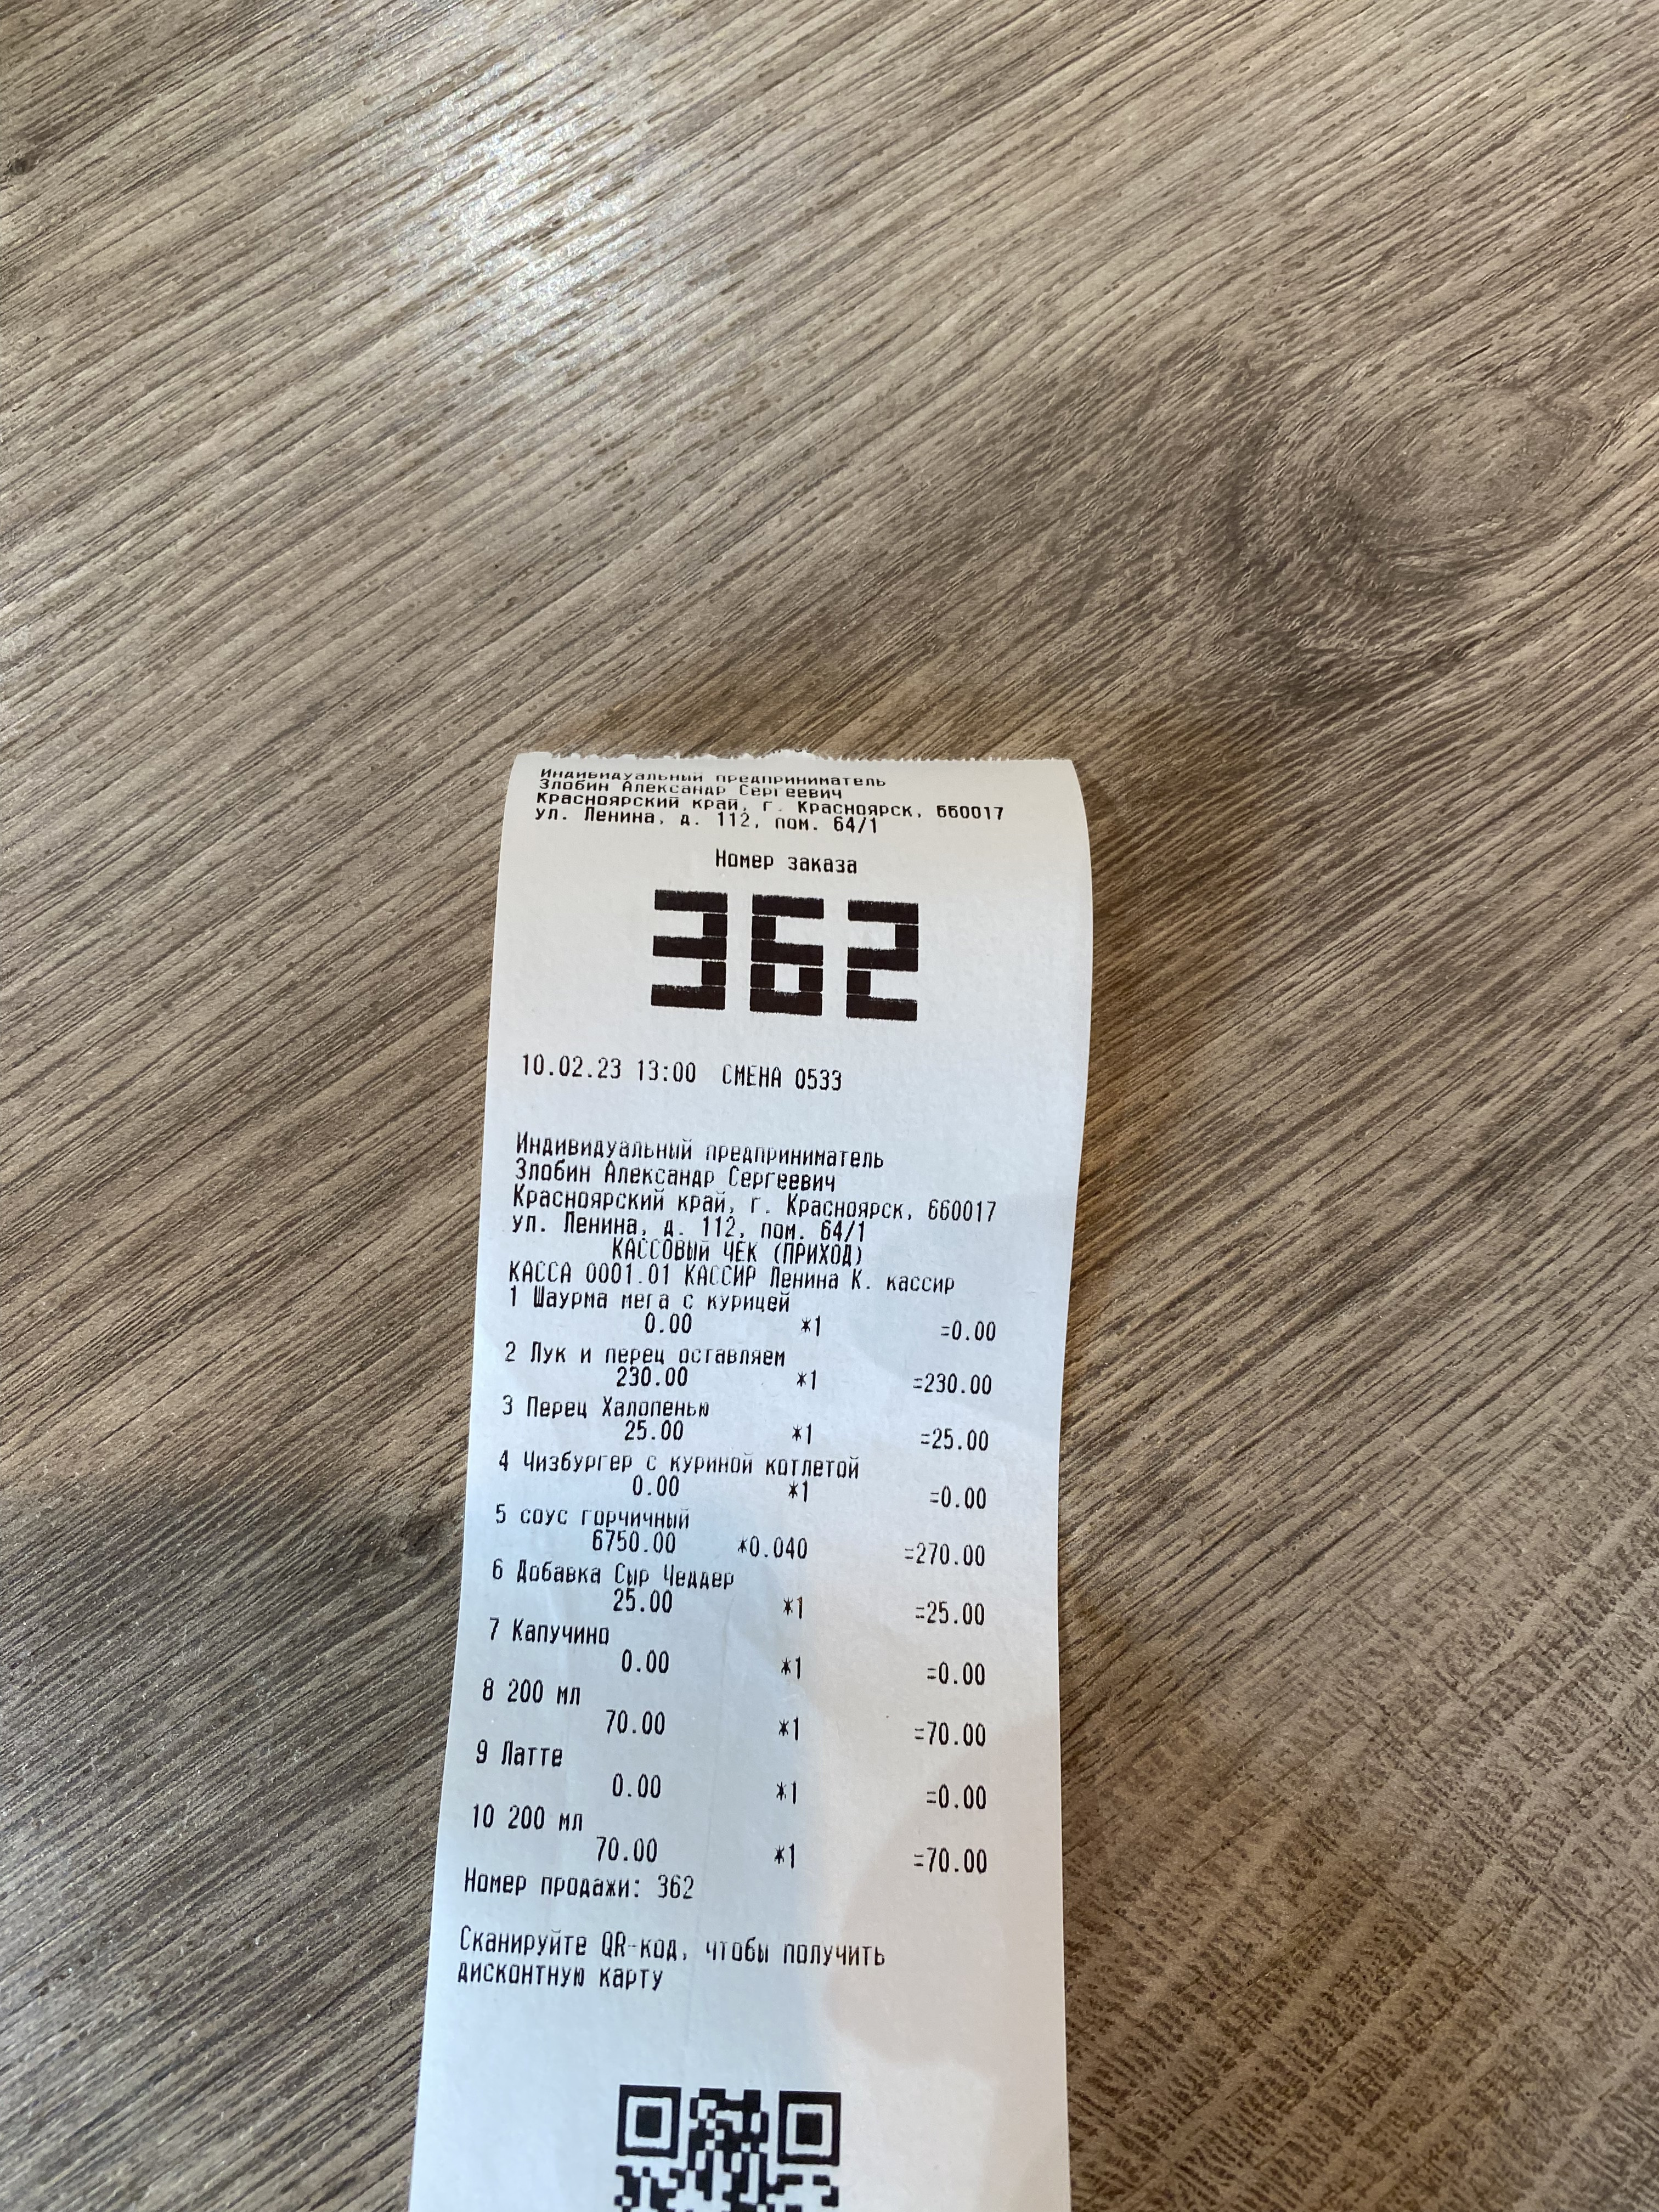 Индивидуальный предприниматель
Злобин Александр Сергеевич
Красноярский край, г. Красноярск, 660017
ул. Ленина, д. 112, пом. 64/1
Номер заказа
362
10.02.23 13:00 СМЕНА 0533
Индивидуальный предприниматель
Злобин Александр Сергеевич
Красноярский край, г. Красноярск, 660017
ул. Ленина, д. 112, пом. 64/1
КАССОВЫЙ ЧЕК (ПРИХОД)
КАССА 0001.01 КАССИР Ленина К. кассир
1 Шаурма мега с курицей
0.00 *1 =0.00
2 Лук и перец оставляем
230.00 *1 =230.00
3 Перец Халопенью
25.00 *1 =25.00
4 Чизбургер с куриной котлетой
0.00 *1 =0.00
5 соус горчичный
6750.00 *0.040 =270.00
6 Добавка Сыр Чеддер
25.00 *1 =25.00
7 Капучино
0.00 *1 =0.00
8 200 мл
70.00 *1 =70.00
9 Латте
0.00 *1 =0.00
10 200 мл
70.00 *1 =70.00
Номер продажи: 362
Сканируйте QR-код, чтобы получить
дисконтную карту